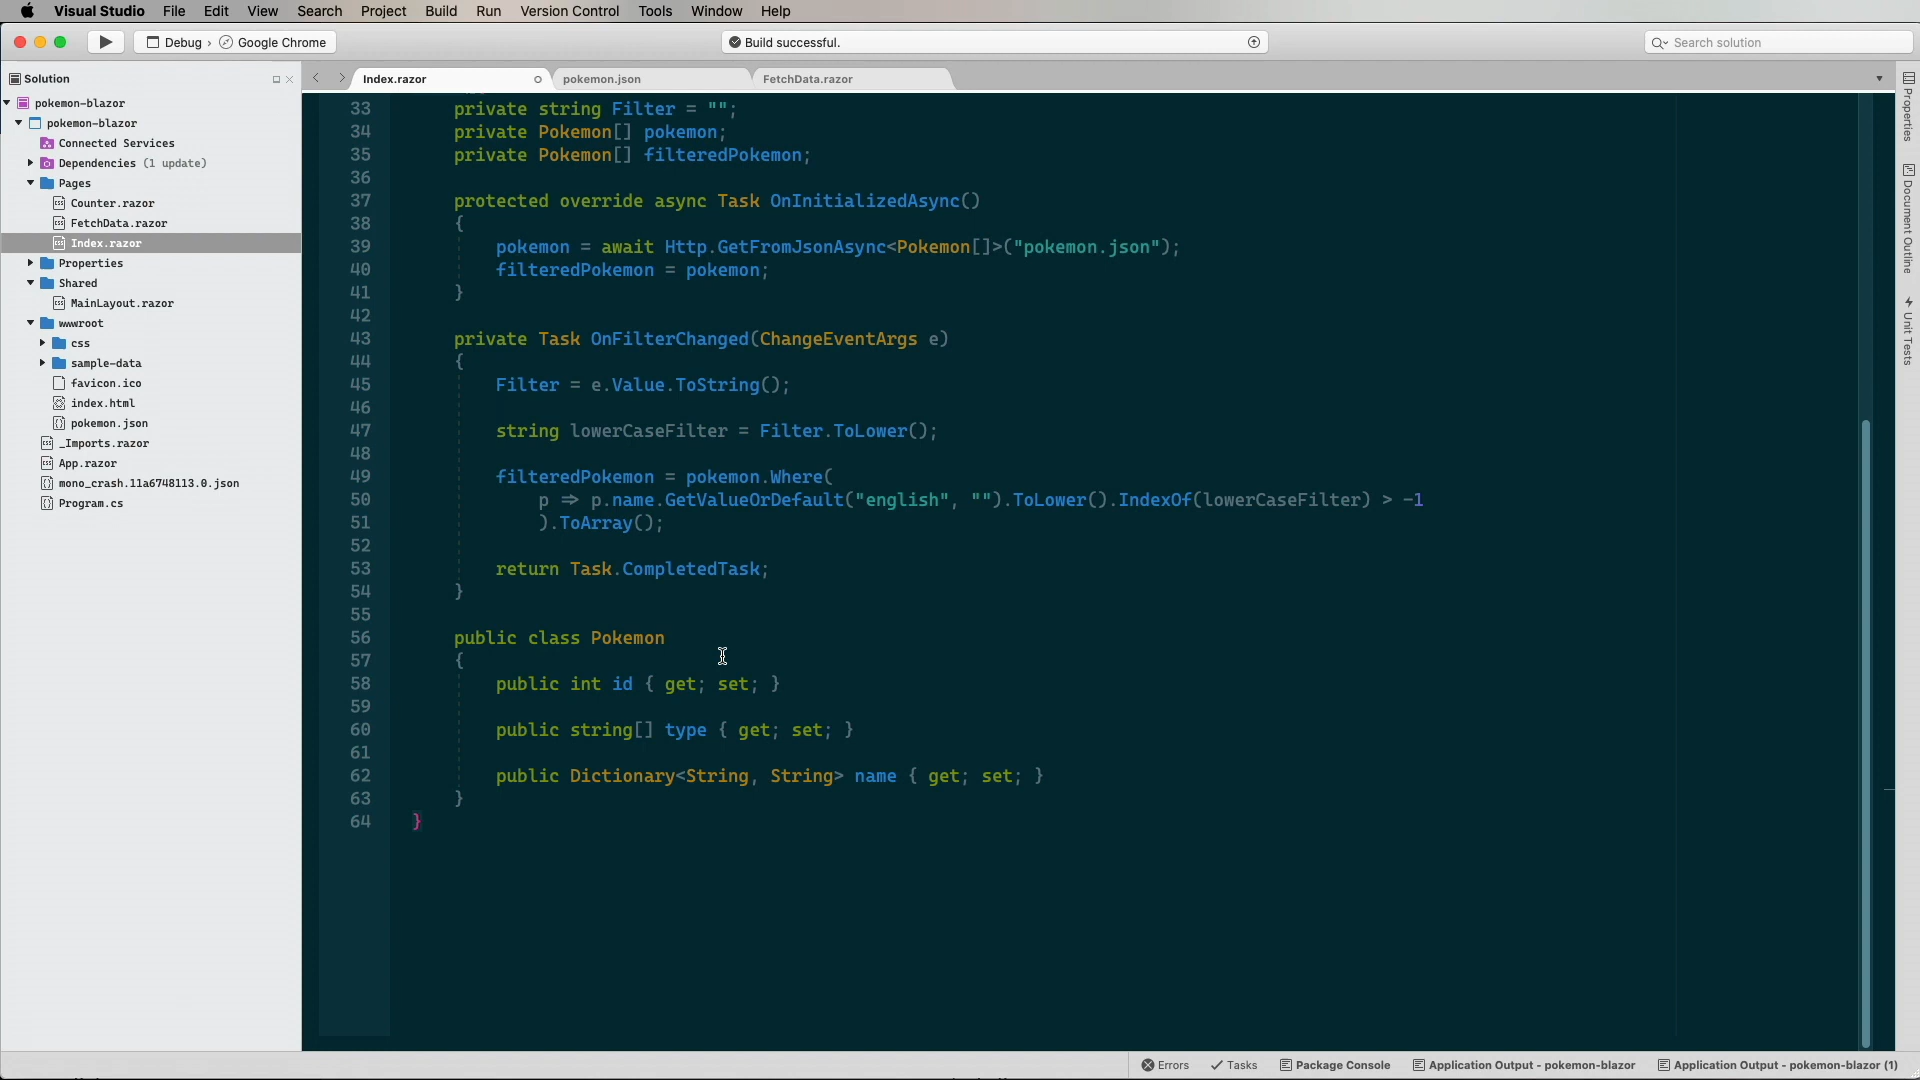 Visual Studio File Edit View Search Project Build Run Version Control Tools Window Help
Debug › Google Chrome
Build successful.
Search solution
Solution
pokemon-blazor
pokemon-blazor
Connected Services
Dependencies (1 update)
Pages
Counter.razor
FetchData.razor
Index.razor
Properties
Shared
MainLayout.razor
wwwroot
css
sample-data
favicon.ico
index.html
pokemon.json
_Imports.razor
App.razor
mono_crash.11a6748113.0.json
Program.cs
Index.razor pokemon.json FetchData.razor
33 private string Filter = "";
34 private Pokemon[] pokemon;
35 private Pokemon[] filteredPokemon;
36
37 protected override async Task OnInitializedAsync()
38 {
39 pokemon = await Http.GetFromJsonAsync<Pokemon[]>("pokemon.json");
40 filteredPokemon = pokemon;
41 }
42
43 private Task OnFilterChanged(ChangeEventArgs e)
44 {
45 Filter = e.Value.ToString();
46
47 string lowerCaseFilter = Filter.ToLower();
48
49 filteredPokemon = pokemon.Where(
50 p => p.name.GetValueOrDefault("english", "").ToLower().IndexOf(lowerCaseFilter) > -1
51 ).ToArray();
52
53 return Task.CompletedTask;
54 }
55
56 public class Pokemon
57 {
58 public int id { get; set; }
59
60 public string[] type { get; set; }
61
62 public Dictionary<String, String> name { get; set; }
63 }
64 }
Properties
Document Outline
Unit Tests
Errors Tasks Package Console Application Output - pokemon-blazor Application Output - pokemon-blazor (1)